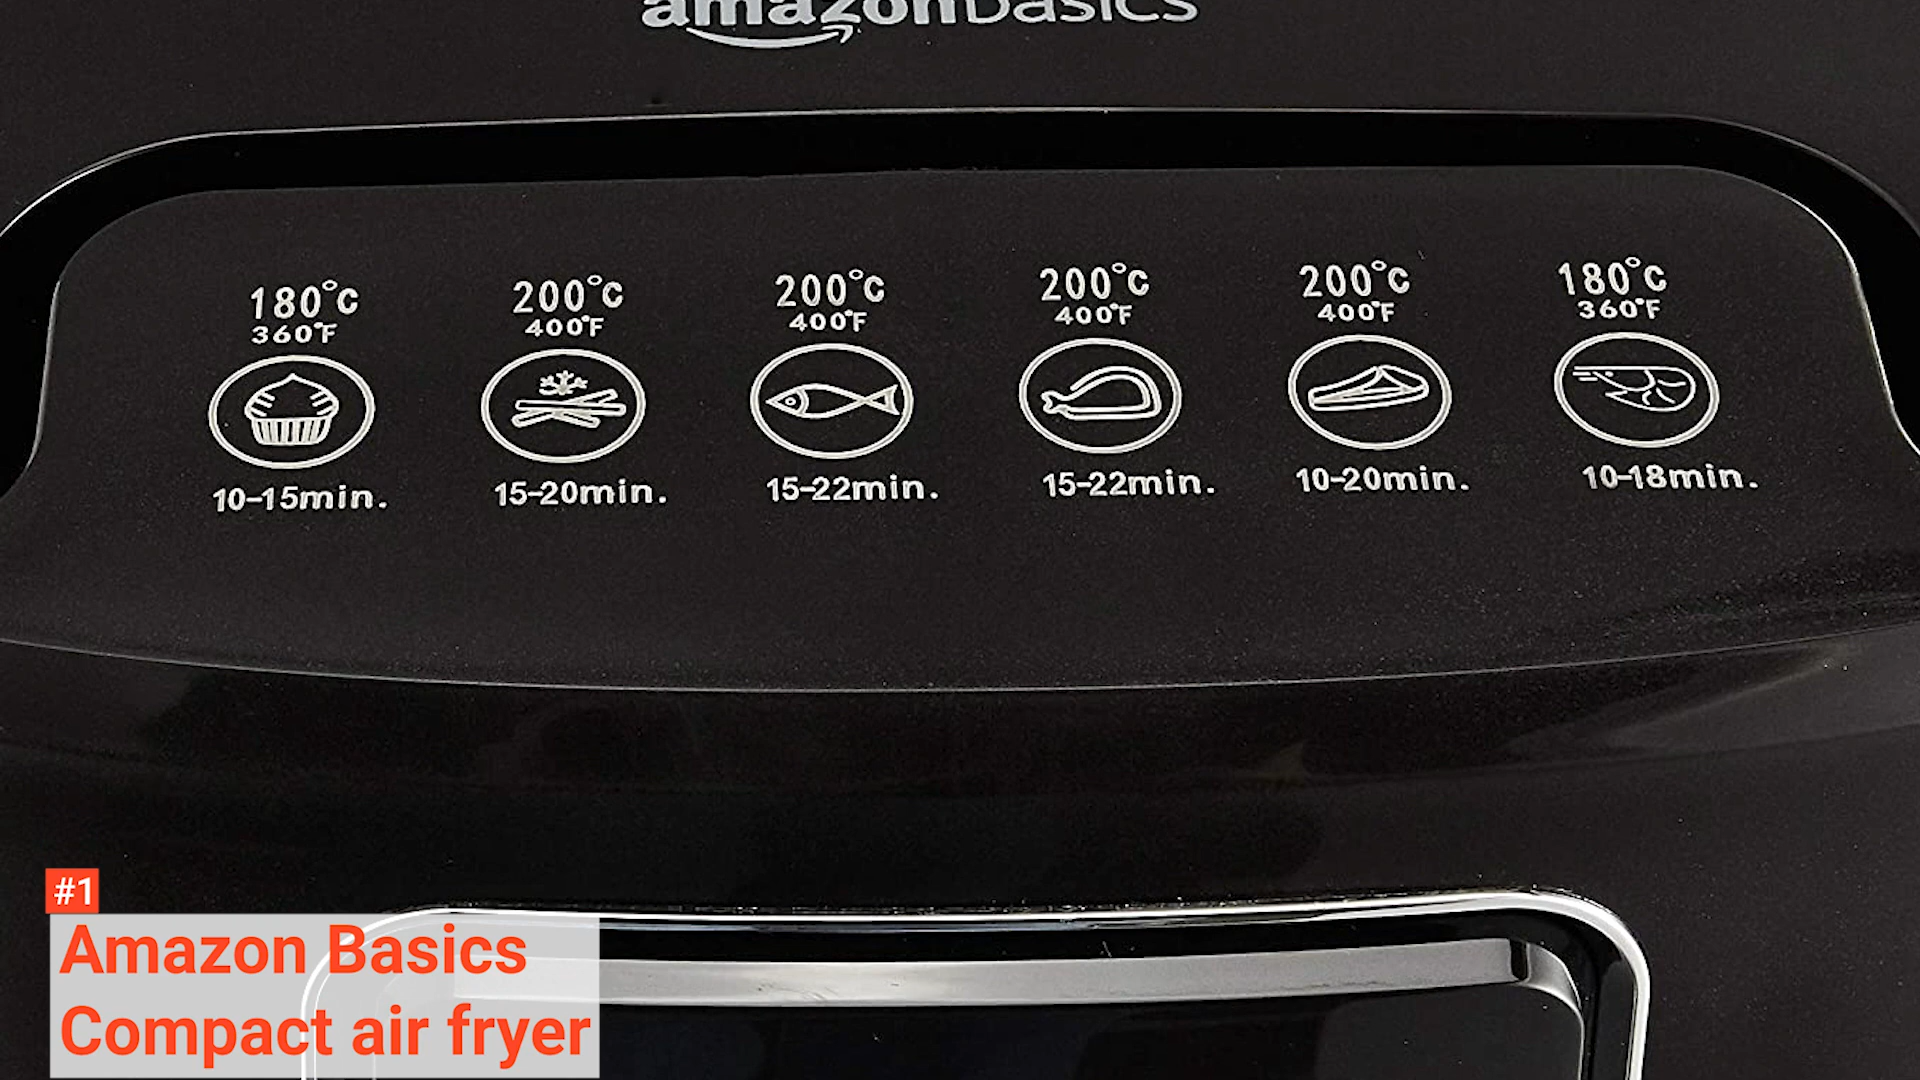 amazonBasics
180°C 200°C 200°C 200°C 200°C 180°C
360°F 400°F 400°F 400°F 400°F 360°F
10-15min. 15-20min. 15-22min. 15-22min. 10-20min. 10-18min.
#1
Amazon Basics
Compact air fryer